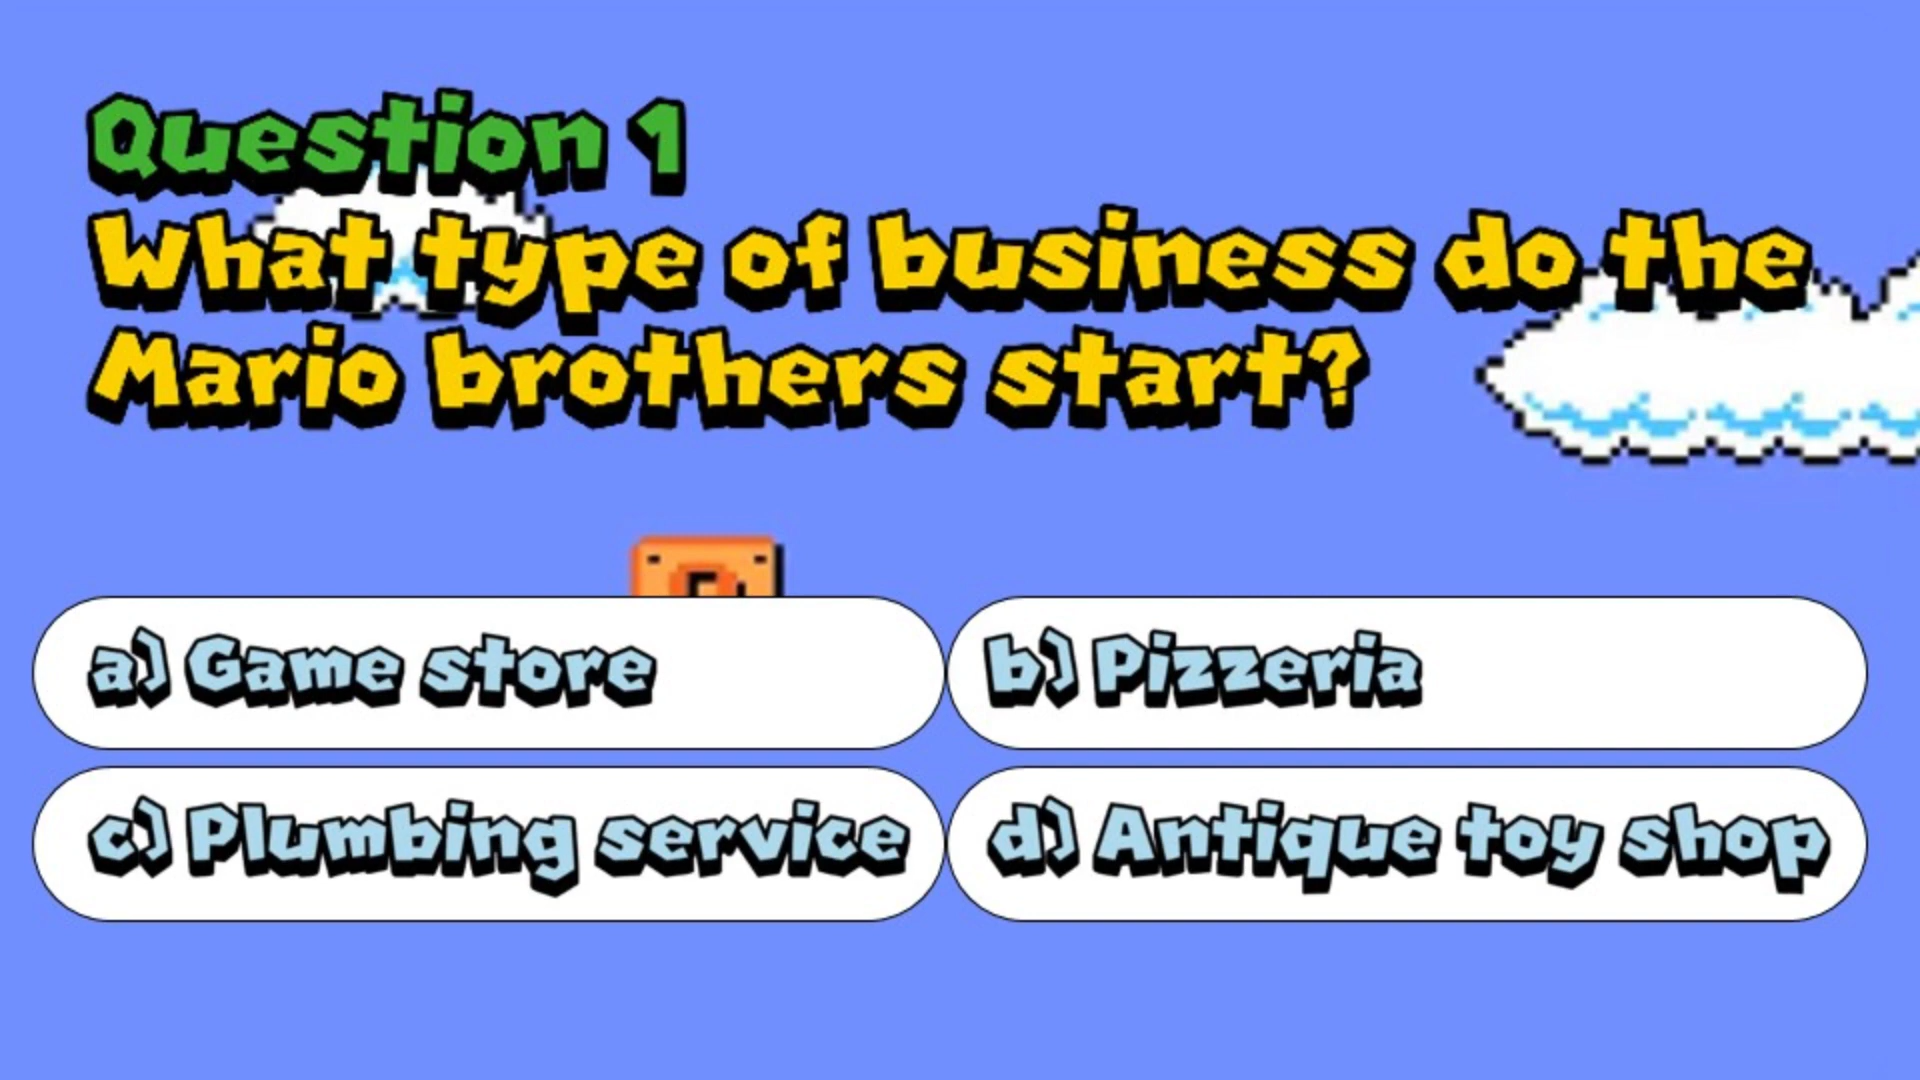 Question 1
What type of business do the
Mario brothers start?
a) Game store
b) Pizzeria
c) Plumbing service
d) Antique toy shop